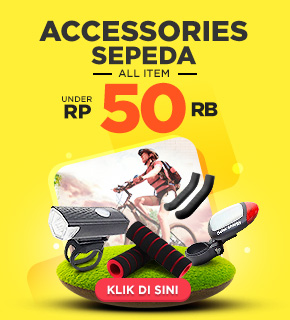 ACCESSORIES
SEPEDA
ALL ITEM
UNDER
RP 50 RB
KLIK DI SINI